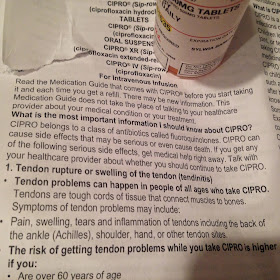 CIPRO® (Sip-row
(ciprofloxacin hydroc
TABLETS
CIPRO® (Sip-ro
(ciprofloxacin)
ORAL SUSPENS
CIPRO® XR (Sip-r
(ciprofloxacin extended-re
CIPRO® (Sip-
(ciprofloxacin)
For Intravenous Infusion
TABLETS
Read the Medication Guide that comes with CIPRO® before you start taking
it and each time you get a refill. There may be new information. This
Medication Guide does not take the place of talking to your healthcare
provider about your medical condition or your treatment.
What is the most important information I should know about CIPRO?
CIPRO belongs to a class of antibiotics called fluoroquinolones. CIPRO can
cause side effects that may be serious or even cause death. If you get any
of the following serious side effects, get medical help right away. Talk with
your healthcare provider about whether you should continue to take CIPRO.
1. Tendon rupture or swelling of the tendon (tendinitis)
• Tendon problems can happen in people of all ages who take CIPRO.
Tendons are tough cords of tissue that connect muscles to bones.
Symptoms of tendon problems may include:
• Pain, swelling, tears and inflammation of tendons including the back of
the ankle (Achilles), shoulder, hand, or other tendon sites.
• The risk of getting tendon problems while you take CIPRO is higher
if you:
• Are over 60 years of age